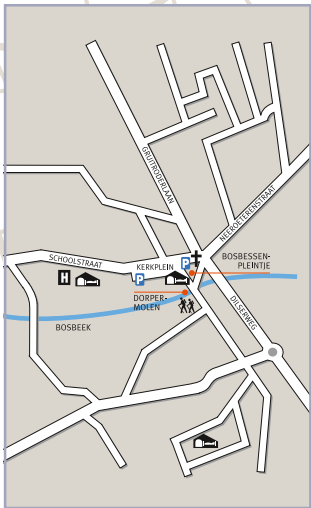 GRUITRODERLAAN
NEEROETERENSTRAAT
BOSBESSEN-
PLEINTJE
SCHOOLSTRAAT
KERKPLEIN
P
P
H
DORPER-
MOLEN
DILSERWEG
BOSBEEK